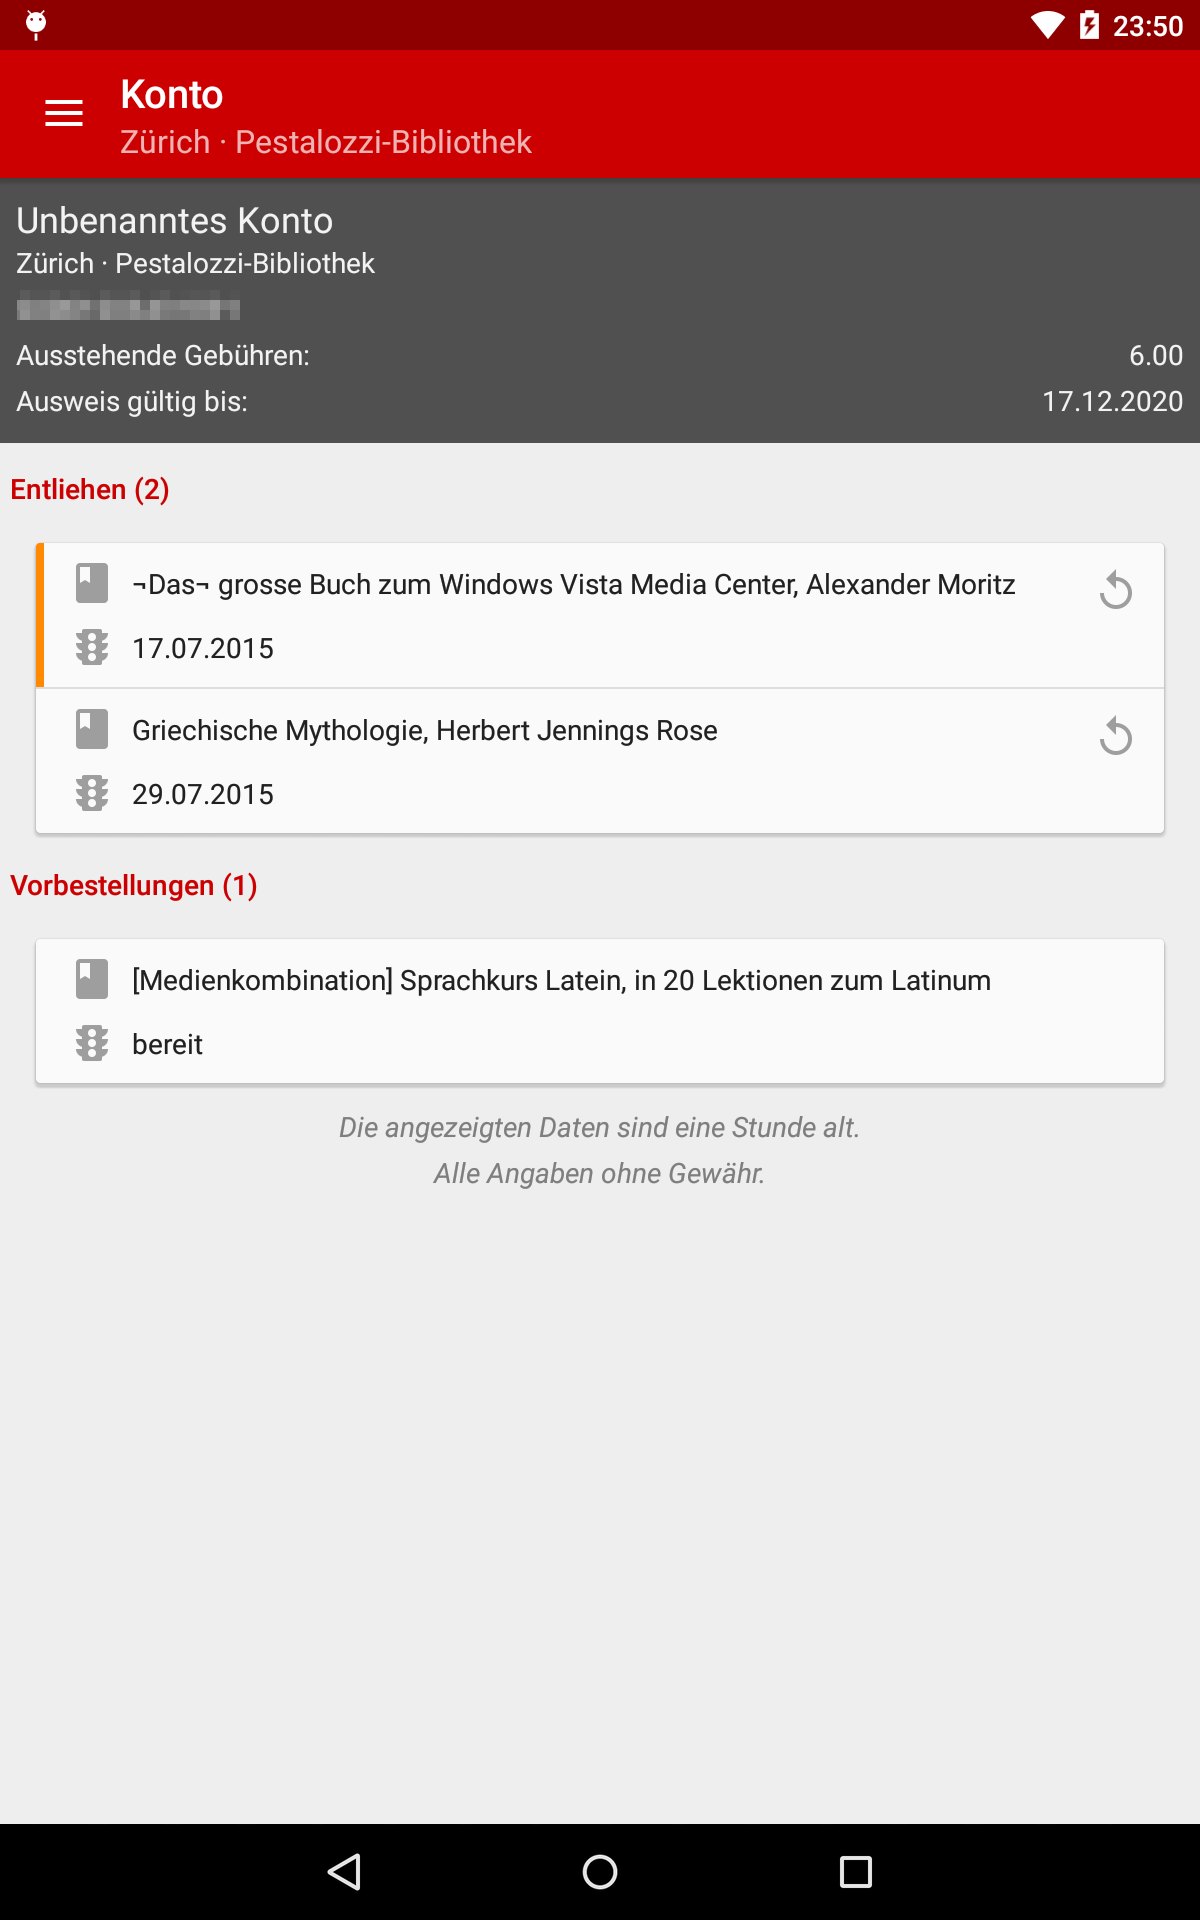 23:50
Konto
Zürich · Pestalozzi-Bibliothek
Unbenanntes Konto
Zürich · Pestalozzi-Bibliothek
Ausstehende Gebühren: 6.00
Ausweis gültig bis: 17.12.2020
Entliehen (2)
¬Das¬ grosse Buch zum Windows Vista Media Center, Alexander Moritz
17.07.2015
Griechische Mythologie, Herbert Jennings Rose
29.07.2015
Vorbestellungen (1)
[Medienkombination] Sprachkurs Latein, in 20 Lektionen zum Latinum
bereit
Die angezeigten Daten sind eine Stunde alt.
Alle Angaben ohne Gewähr.